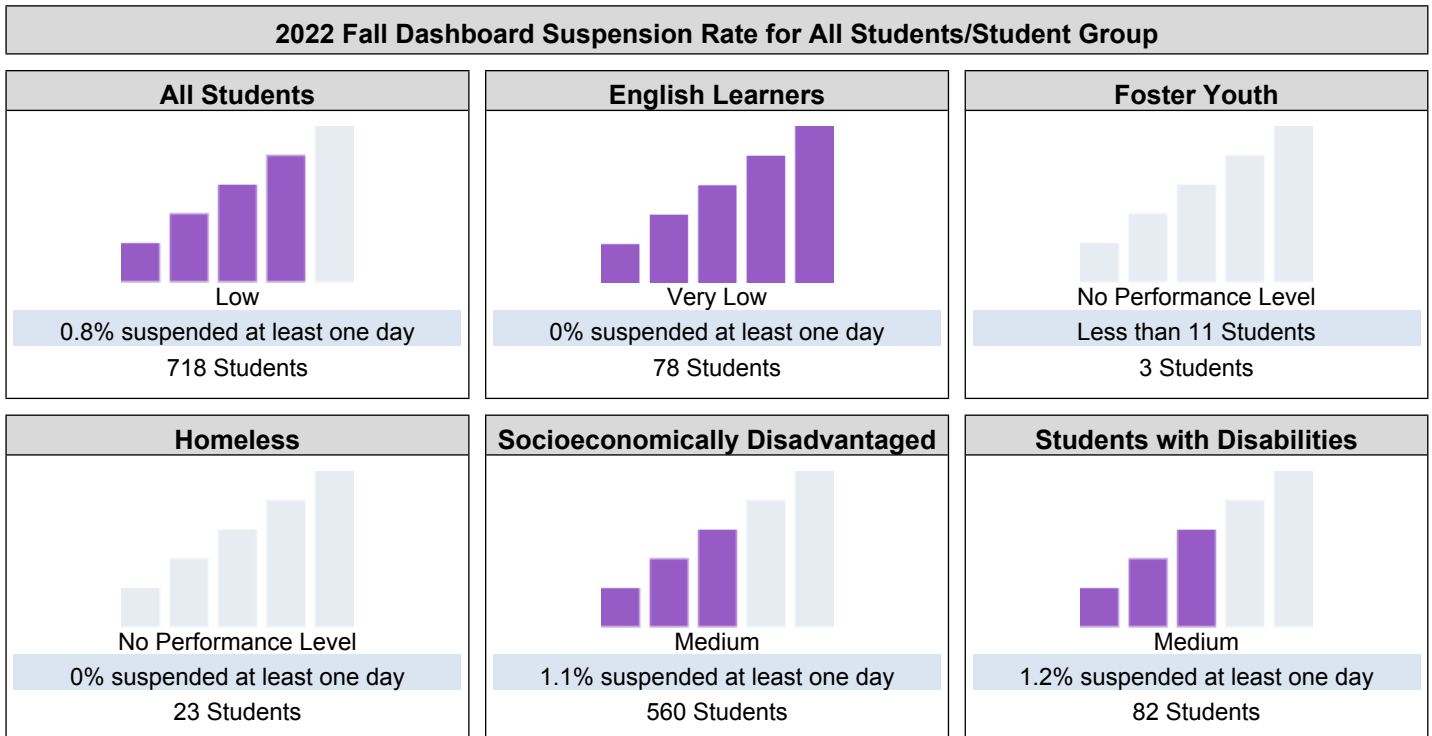 2022 Fall Dashboard Suspension Rate for All Students/Student Group
All Students
Low
0.8% suspended at least one day
718 Students
English Learners
Very Low
0% suspended at least one day
78 Students
Foster Youth
No Performance Level
Less than 11 Students
3 Students
Homeless
No Performance Level
0% suspended at least one day
23 Students
Socioeconomically Disadvantaged
Medium
1.1% suspended at least one day
560 Students
Students with Disabilities
Medium
1.2% suspended at least one day
82 Students